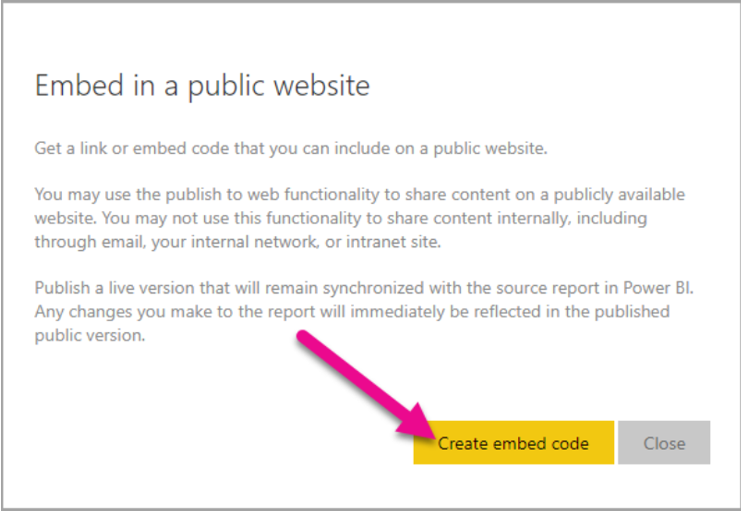 Embed in a public website
Get a link or embed code that you can include on a public website.
You may use the publish to web functionality to share content on a publicly available
website. You may not use this functionality to share content internally, including
through email, your internal network, or intranet site.
Publish a live version that will remain synchronized with the source report in Power BI.
Any changes you make to the report will immediately be reflected in the published
public version.
Create embed code
Close